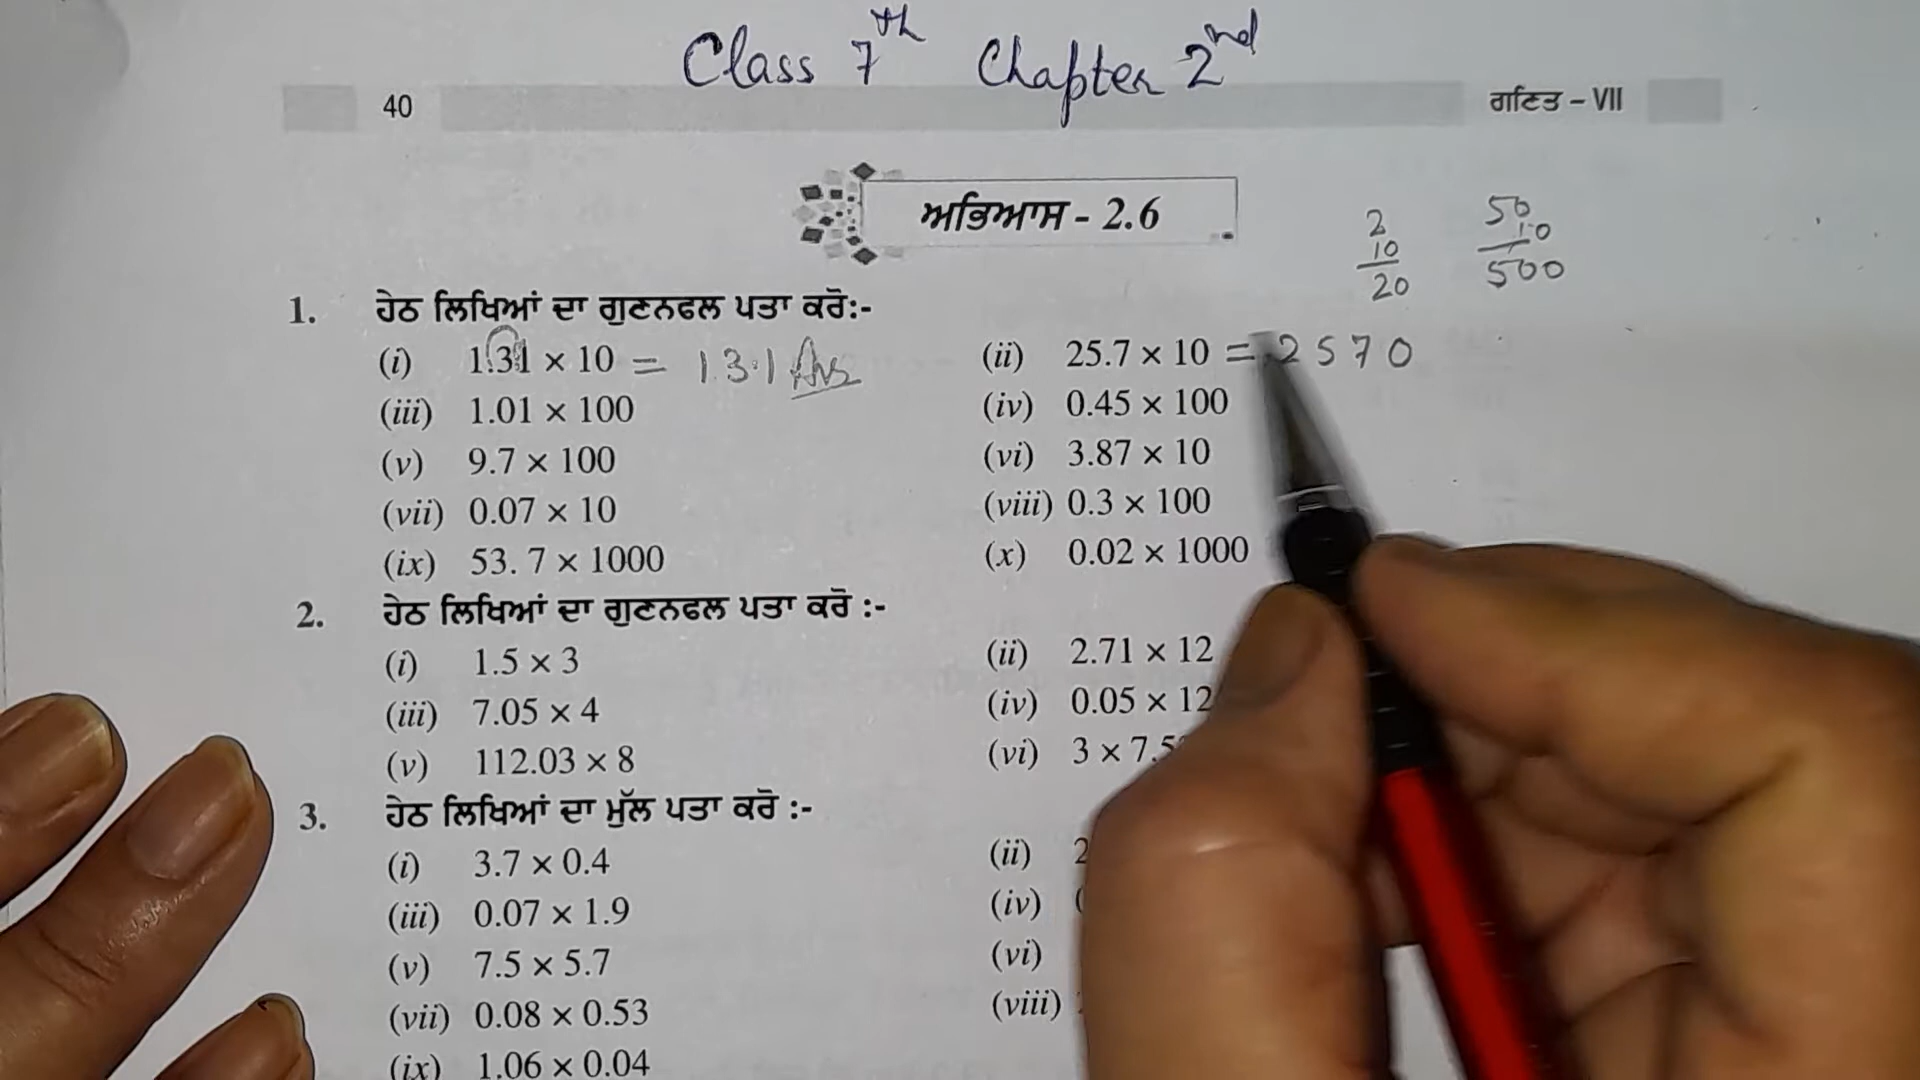 Class 7th Chapter 2nd
40 ਗਣਿਤ – VII
ਅਭਿਆਸ - 2.6
2
10
20
50
10
500
1. ਹੇਠ ਲਿਖਿਆਂ ਦਾ ਗੁਣਨਫਲ ਪਤਾ ਕਰੋ:-
(i) 1.31 × 10 = 13.1 Ans (ii) 25.7 × 10 = 2570
(iii) 1.01 × 100 (iv) 0.45 × 100
(v) 9.7 × 100 (vi) 3.87 × 10
(vii) 0.07 × 10 (viii) 0.3 × 100
(ix) 53. 7 × 1000 (x) 0.02 × 1000
2. ਹੇਠ ਲਿਖਿਆਂ ਦਾ ਗੁਣਨਫਲ ਪਤਾ ਕਰੋ :-
(i) 1.5 × 3 (ii) 2.71 × 12
(iii) 7.05 × 4 (iv) 0.05 × 12
(v) 112.03 × 8 (vi) 3 × 7.5
3. ਹੇਠ ਲਿਖਿਆਂ ਦਾ ਮੁੱਲ ਪਤਾ ਕਰੋ :-
(i) 3.7 × 0.4 (ii) 2
(iii) 0.07 × 1.9 (iv)
(v) 7.5 × 5.7 (vi)
(vii) 0.08 × 0.53 (viii)
(ix) 1.06 × 0.04